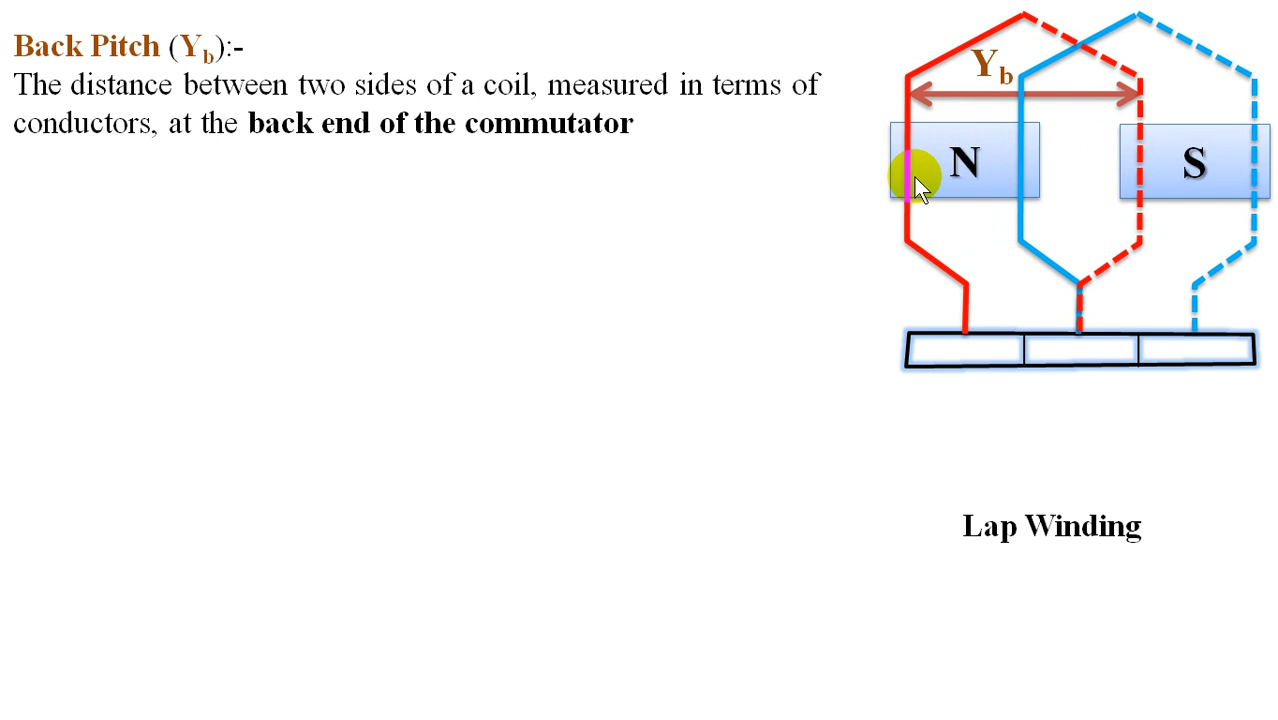 Back Pitch (Yb):-
The distance between two sides of a coil, measured in terms of
conductors, at the back end of the commutator
Yb
N
S
Lap Winding